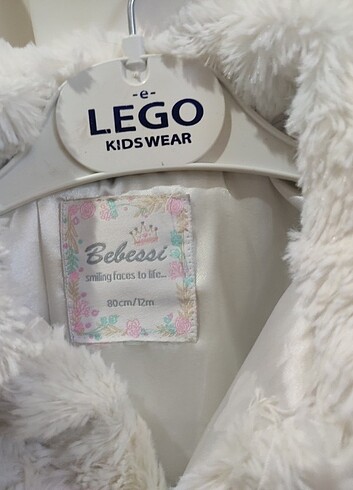 -e-
LEGO
KIDS WEAR
Bebessi
smiling faces to life...
80cm/12m